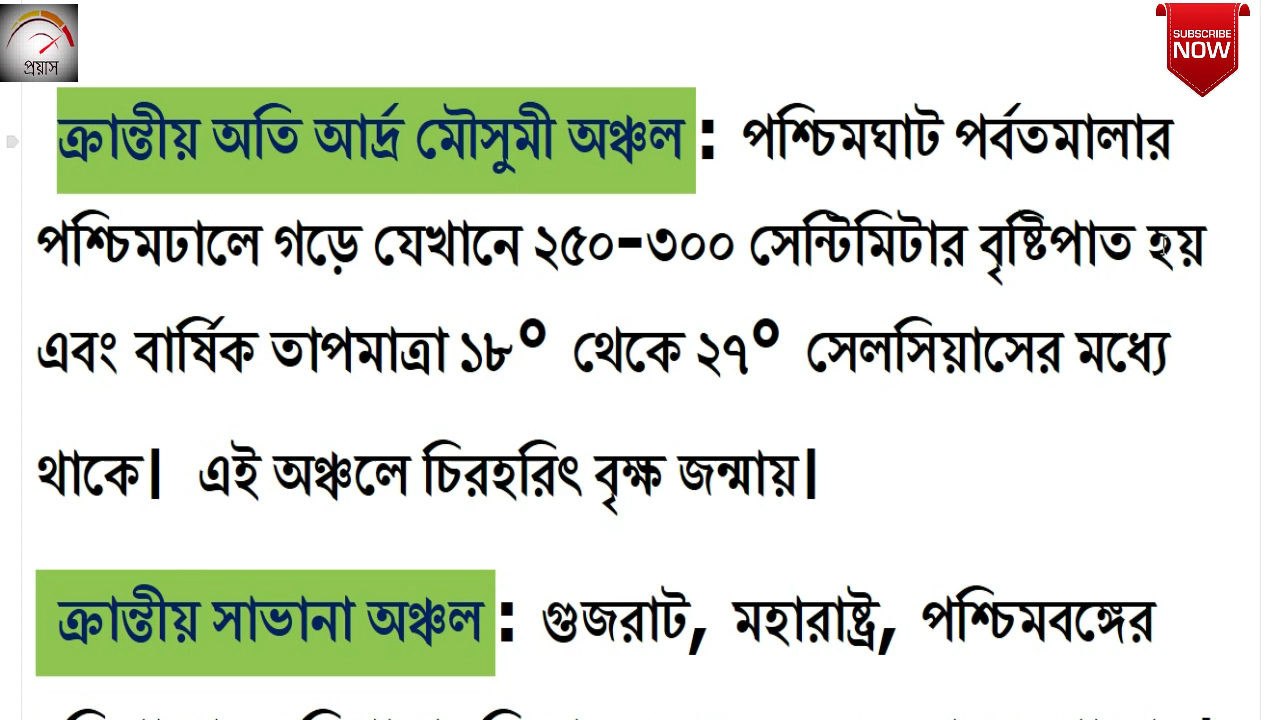 প্রয়াস
SUBSCRIBE
NOW
ক্রান্তীয় অতি আর্দ্র মৌসুমী অঞ্চল : পশ্চিমঘাট পর্বতমালার
পশ্চিমঢালে গড়ে যেখানে ২৫০-৩০০ সেন্টিমিটার বৃষ্টিপাত হয়
এবং বার্ষিক তাপমাত্রা ১৮° থেকে ২৭° সেলসিয়াসের মধ্যে
থাকে। এই অঞ্চলে চিরহরিৎ বৃক্ষ জন্মায়।
ক্রান্তীয় সাভানা অঞ্চল : গুজরাট, মহারাষ্ট্র, পশ্চিমবঙ্গের